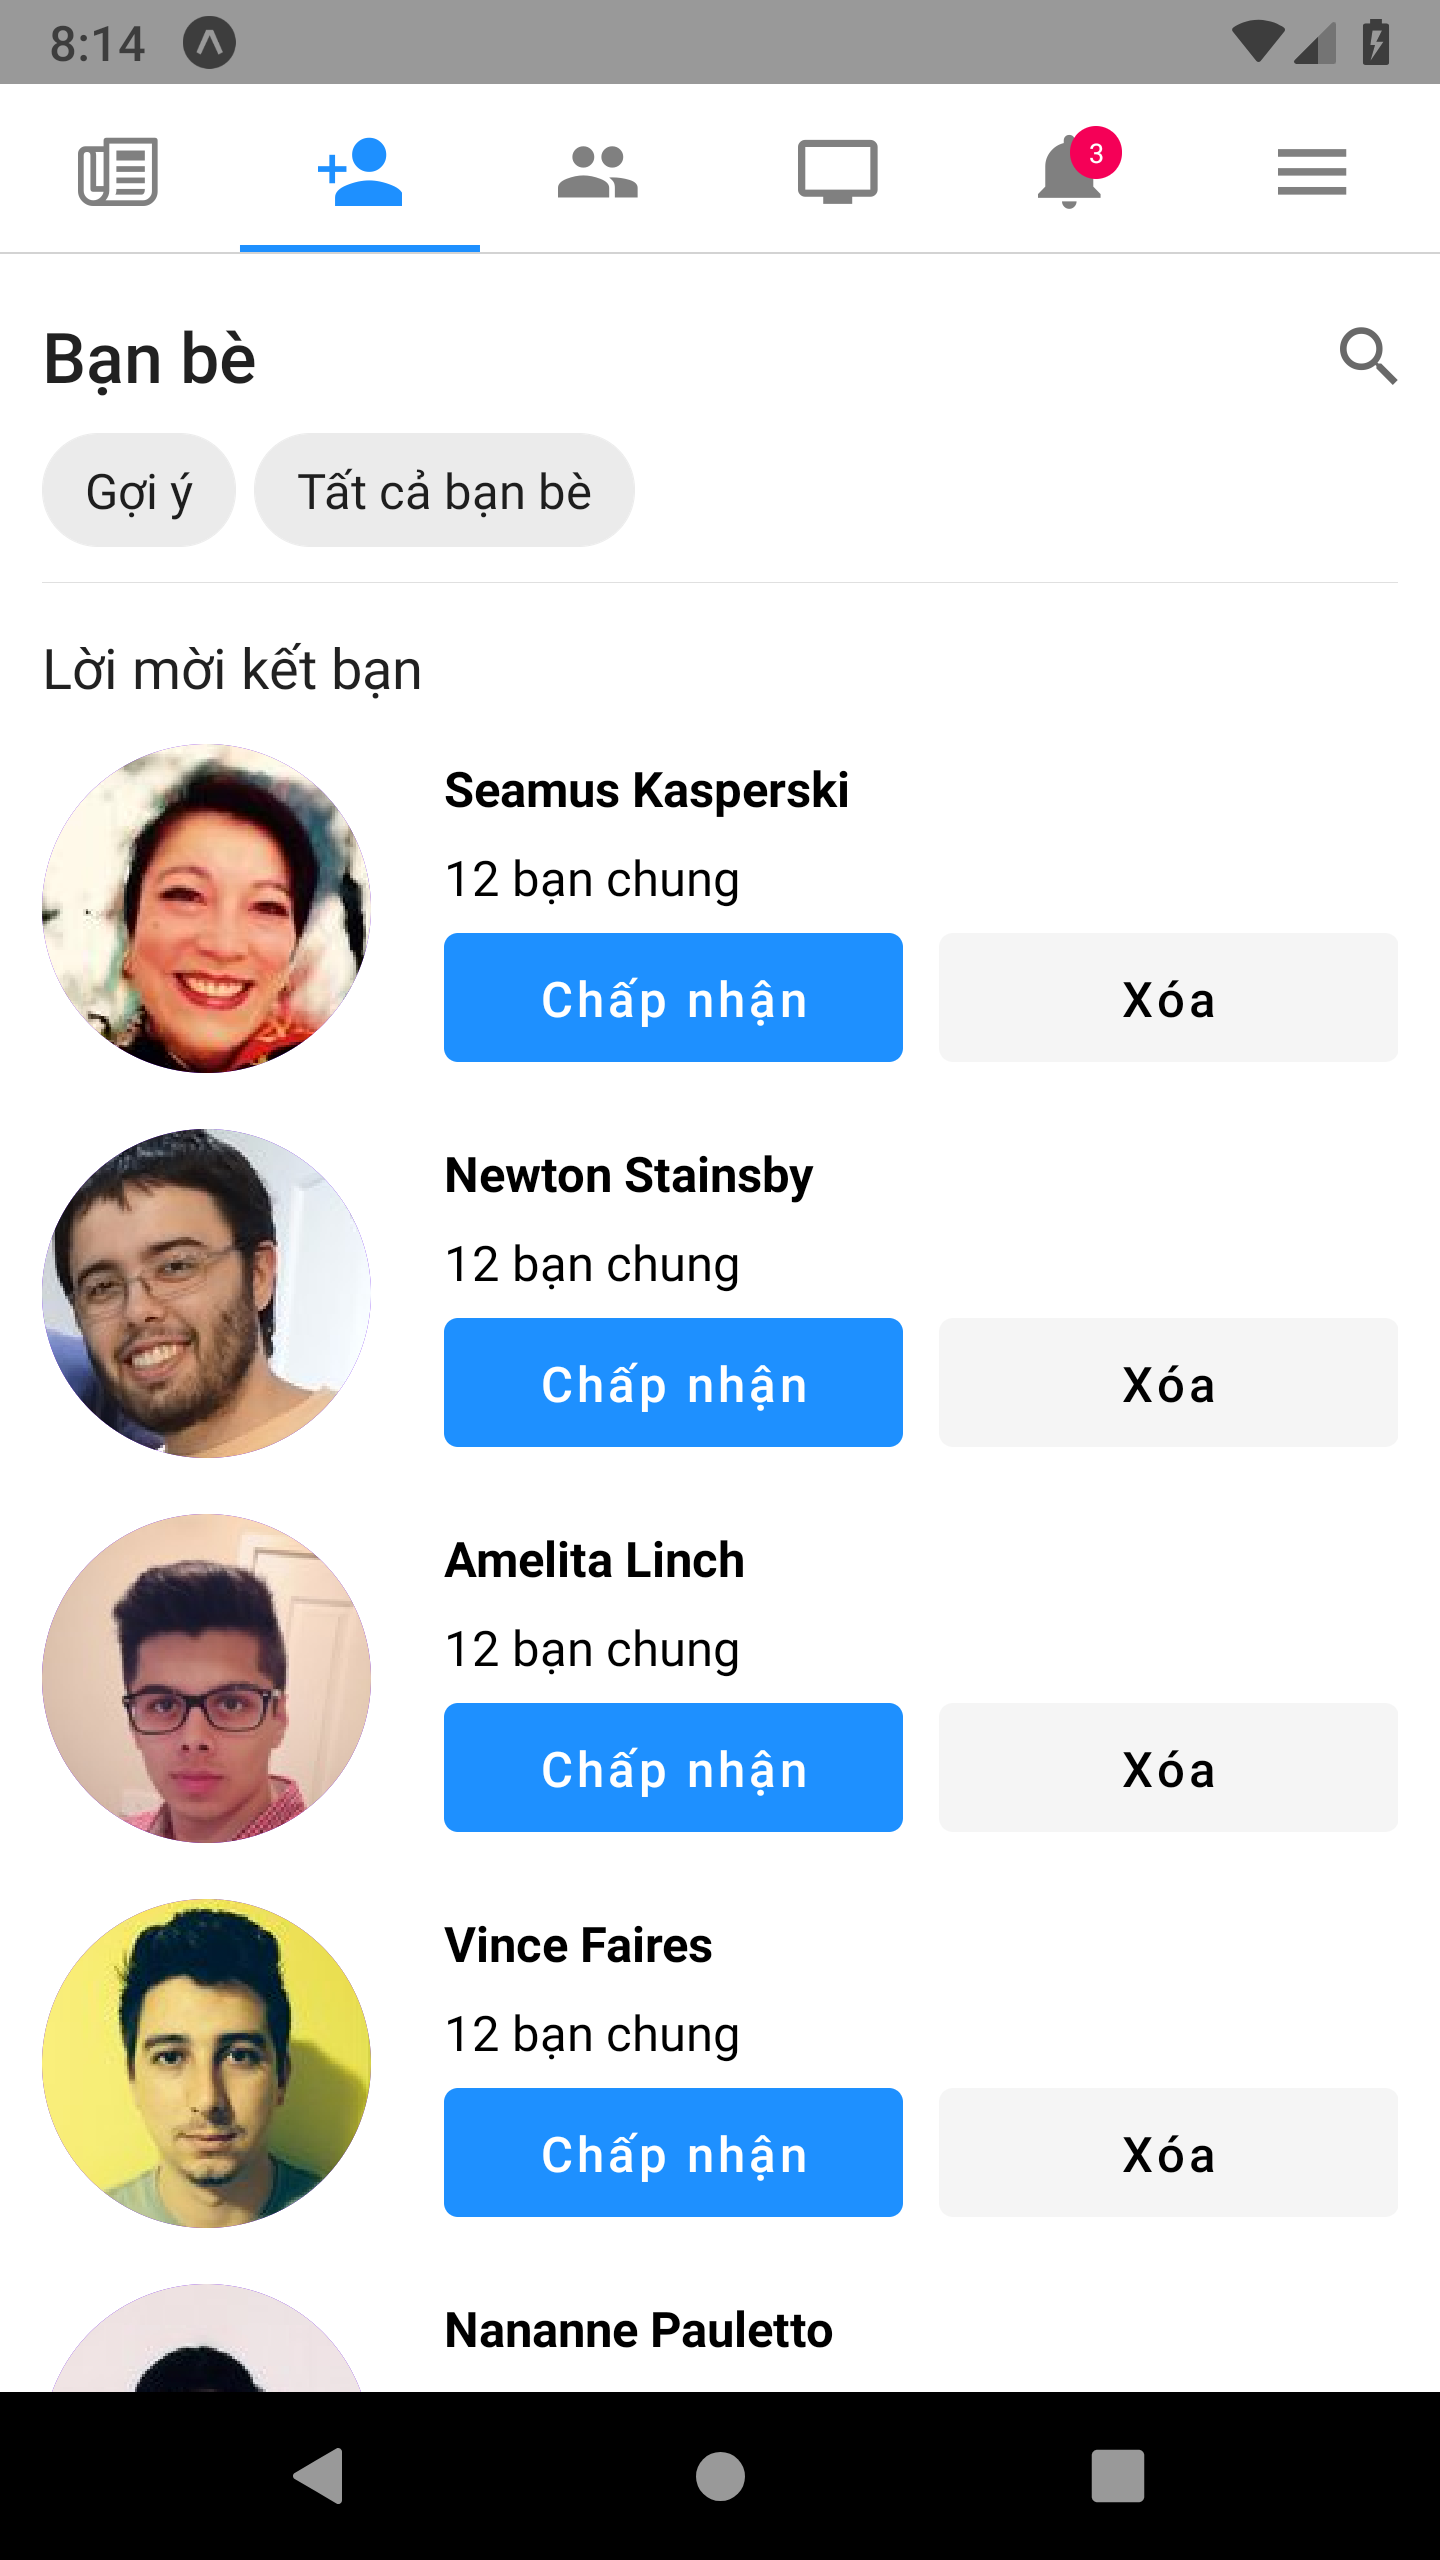 8:14
3
Bạn bè
Gợi ý
Tất cả bạn bè
Lời mời kết bạn
Seamus Kasperski
12 bạn chung
Chấp nhận
Xóa
Newton Stainsby
12 bạn chung
Chấp nhận
Xóa
Amelita Linch
12 bạn chung
Chấp nhận
Xóa
Vince Faires
12 bạn chung
Chấp nhận
Xóa
Nananne Pauletto